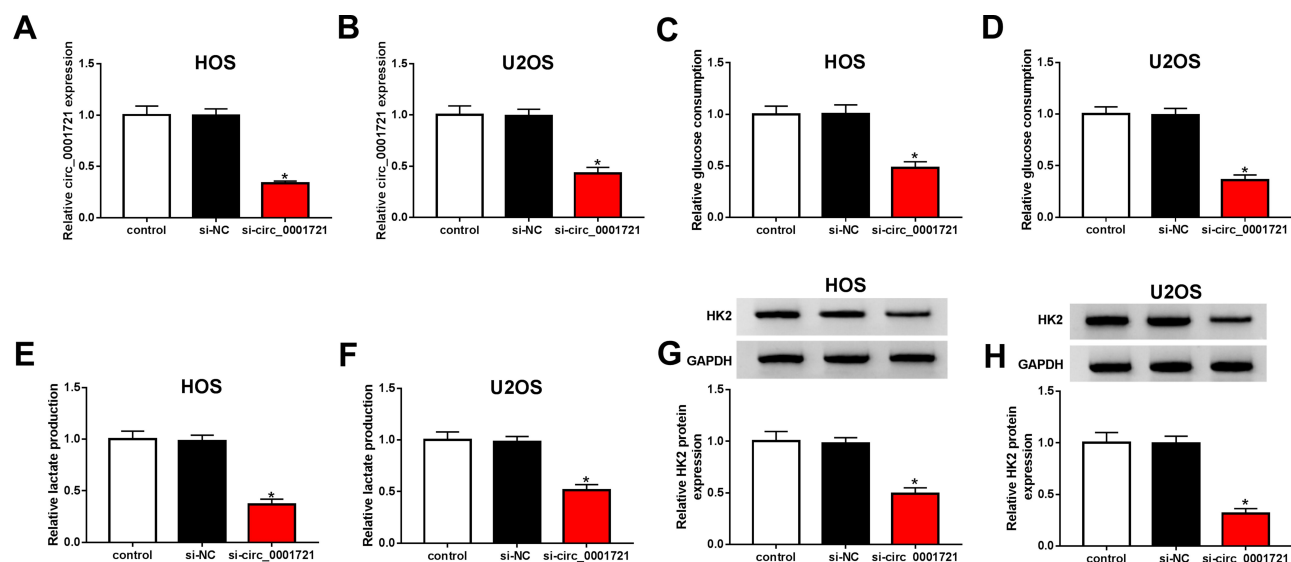 A
HOS
Relative circ_0001721 expression
1.5
1.0
0.5
0.0
*
control
si-NC
si-circ_0001721
B
U2OS
Relative circ_0001721 expression
1.5
1.0
0.5
0.0
*
control
si-NC
si-circ_0001721
C
HOS
Relative glucose consumption
1.5
1.0
0.5
0.0
*
control
si-NC
si-circ_0001721
D
U2OS
Relative glucose consumption
1.5
1.0
0.5
0.0
*
control
si-NC
si-circ_0001721
E
HOS
Relative lactate production
1.5
1.0
0.5
0.0
*
control
si-NC
si-circ_0001721
F
U2OS
Relative lactate production
1.5
1.0
0.5
0.0
*
control
si-NC
si-circ_0001721
G
HOS
HK2
GAPDH
Relative HK2 protein
expression
1.5
1.0
0.5
0.0
*
control
si-NC
si-circ_0001721
H
U2OS
HK2
GAPDH
Relative HK2 protein
expression
1.5
1.0
0.5
0.0
*
control
si-NC
si-circ_0001721